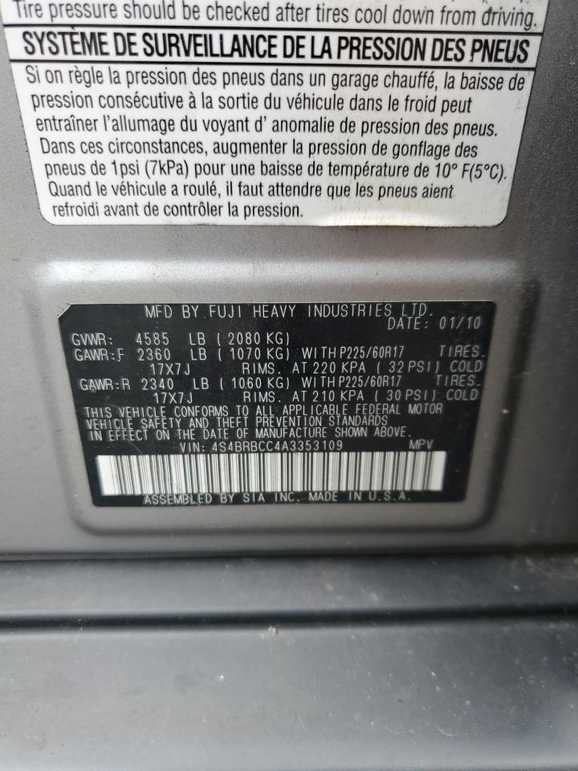 Tire pressure should be checked after tires cool down from driving.
SYSTÈME DE SURVEILLANCE DE LA PRESSION DES PNEUS
Si on règle la pression des pneus dans un garage chauffé, la baisse de
pression consécutive à la sortie du véhicule dans le froid peut
entraîner l'allumage du voyant d' anomalie de pression des pneus.
Dans ces circonstances, augmenter la pression de gonflage des
pneus de 1psi (7kPa) pour une baisse de température de 10° F(5°C).
Quand le véhicule a roulé, il faut attendre que les pneus aient
refroidi avant de contrôler la pression.
MFD BY FUJI HEAVY INDUSTRIES LTD.
DATE: 01/10
GVWR: 4585 LB ( 2080 KG)
GAWR:F 2360 LB ( 1070 KG) WITH P225/60R17 TIRES.
17X7J RIMS. AT 220 KPA ( 32 PSI) COLD
GAWR:R 2340 LB ( 1060 KG) WITH P225/60R17 TIRES.
17X7J RIMS. AT 210 KPA ( 30 PSI) COLD
THIS VEHICLE CONFORMS TO ALL APPLICABLE FEDERAL MOTOR
VEHICLE SAFETY AND THEFT PREVENTION STANDARDS
IN EFFECT ON THE DATE OF MANUFACTURE SHOWN ABOVE.
VIN: 4S4BRBCC4A3353109 MPV
ASSEMBLED BY SIA INC. MADE IN U.S.A.